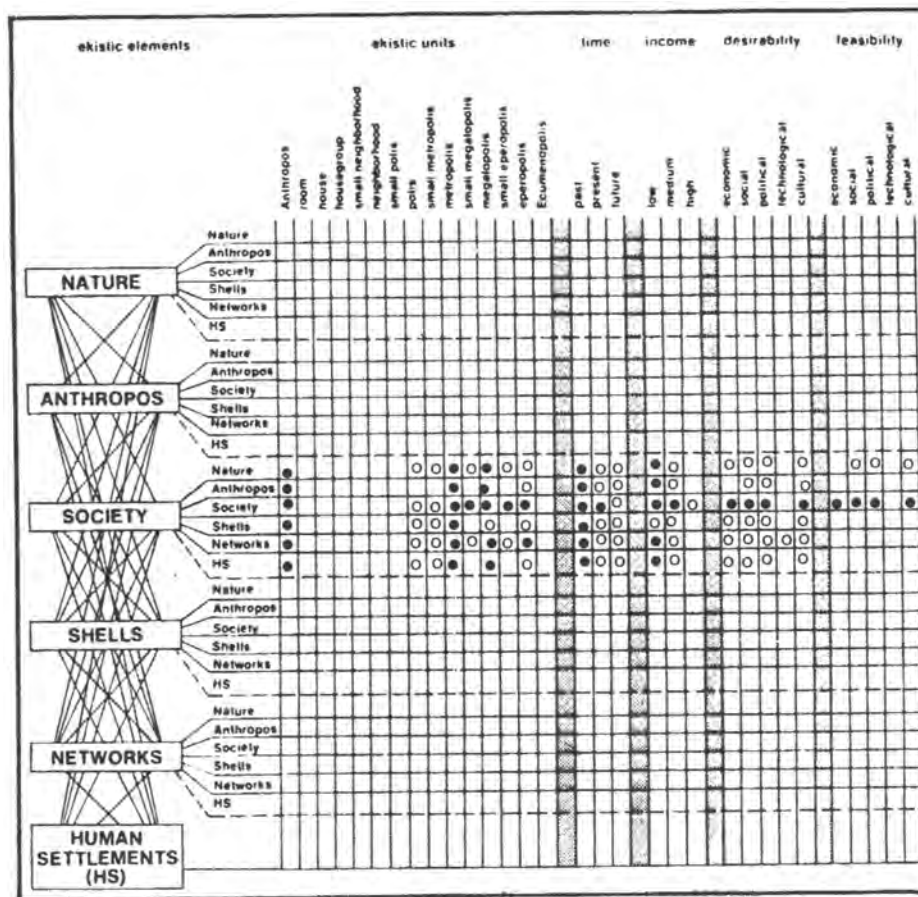 ekistic elements ekistic units time income desirability feasibility
Anthropos
room
house
housegroup
small neighborhood
neighborhood
small polis
polis
small metropolis
metropolis
small megalopolis
megalopolis
small eperopolis
eperopolis
Ecumenopolis
past
present
future
low
medium
high
economic
social
political
technological
cultural
economic
social
political
technological
cultural
NATURE
Nature
Anthropos
Society
Shells
Networks
HS
ANTHROPOS
Nature
Anthropos
Society
Shells
Networks
HS
SOCIETY
Nature
Anthropos
Society
Shells
Networks
HS
SHELLS
Nature
Anthropos
Society
Shells
Networks
HS
NETWORKS
Nature
Anthropos
Society
Shells
Networks
HS
HUMAN
SETTLEMENTS
(HS)